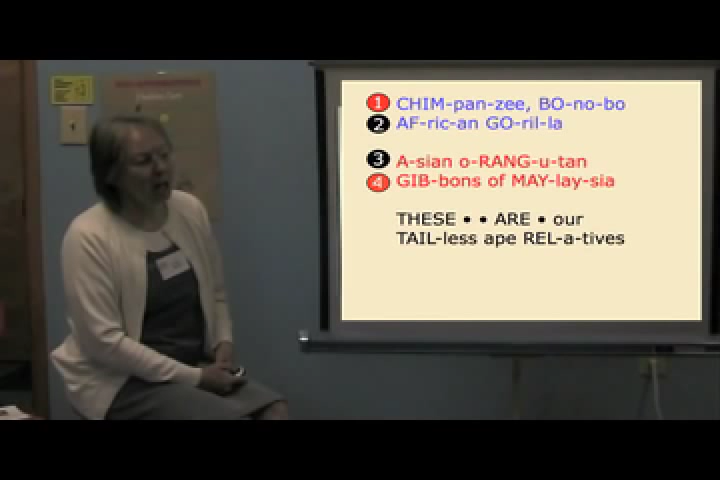 1 CHIM-pan-zee, BO-no-bo
2 AF-ric-an GO-ril-la
3 A-sian o-RANG-u-tan
4 GIB-bons of MAY-lay-sia
THESE • • ARE • our
TAIL-less ape REL-a-tives